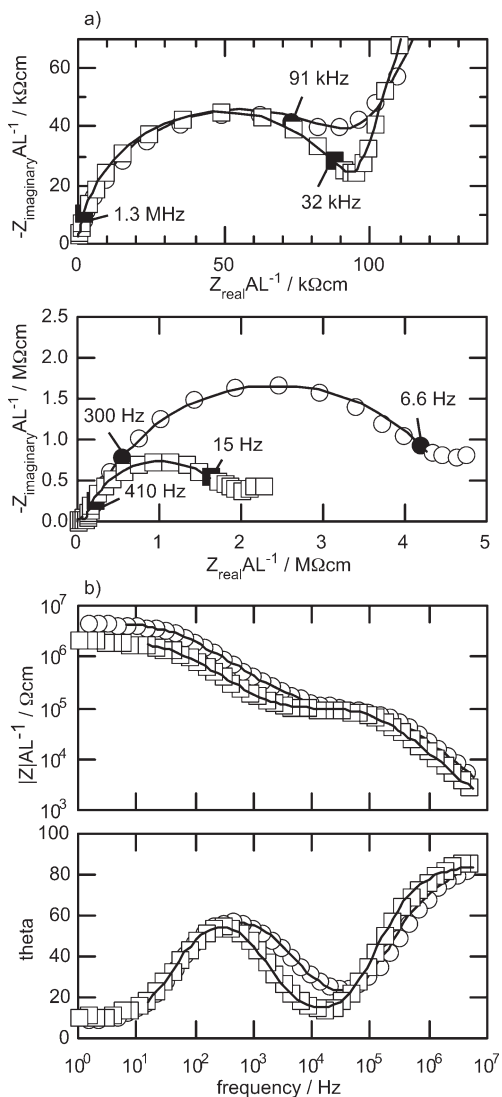 a)
60
40
20
0
-Z_imaginary AL^-1 / kΩcm
91 kHz
32 kHz
1.3 MHz
0 50 100
Z_real AL^-1 / kΩcm
2.5
2.0
1.5
1.0
0.5
0.0
-Z_imaginary AL^-1 / MΩcm
300 Hz
6.6 Hz
15 Hz
410 Hz
0 1 2 3 4 5
Z_real AL^-1 / MΩcm
b)
10^7
10^6
10^5
10^4
10^3
|Z|AL^-1 / Ωcm
100
80
60
40
20
0
theta
10^0 10^1 10^2 10^3 10^4 10^5 10^6 10^7
frequency / Hz